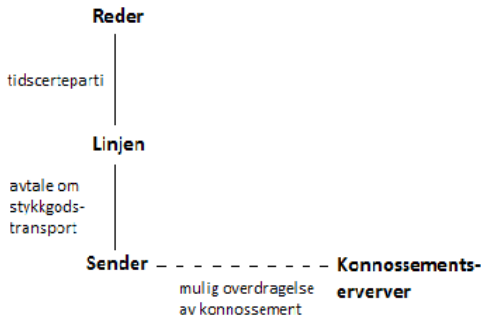 Reder
tidscerteparti
Linjen
avtale om
stykkgods-
transport
Sender
Konnossements-
erverver
mulig overdragelse
av konnossement